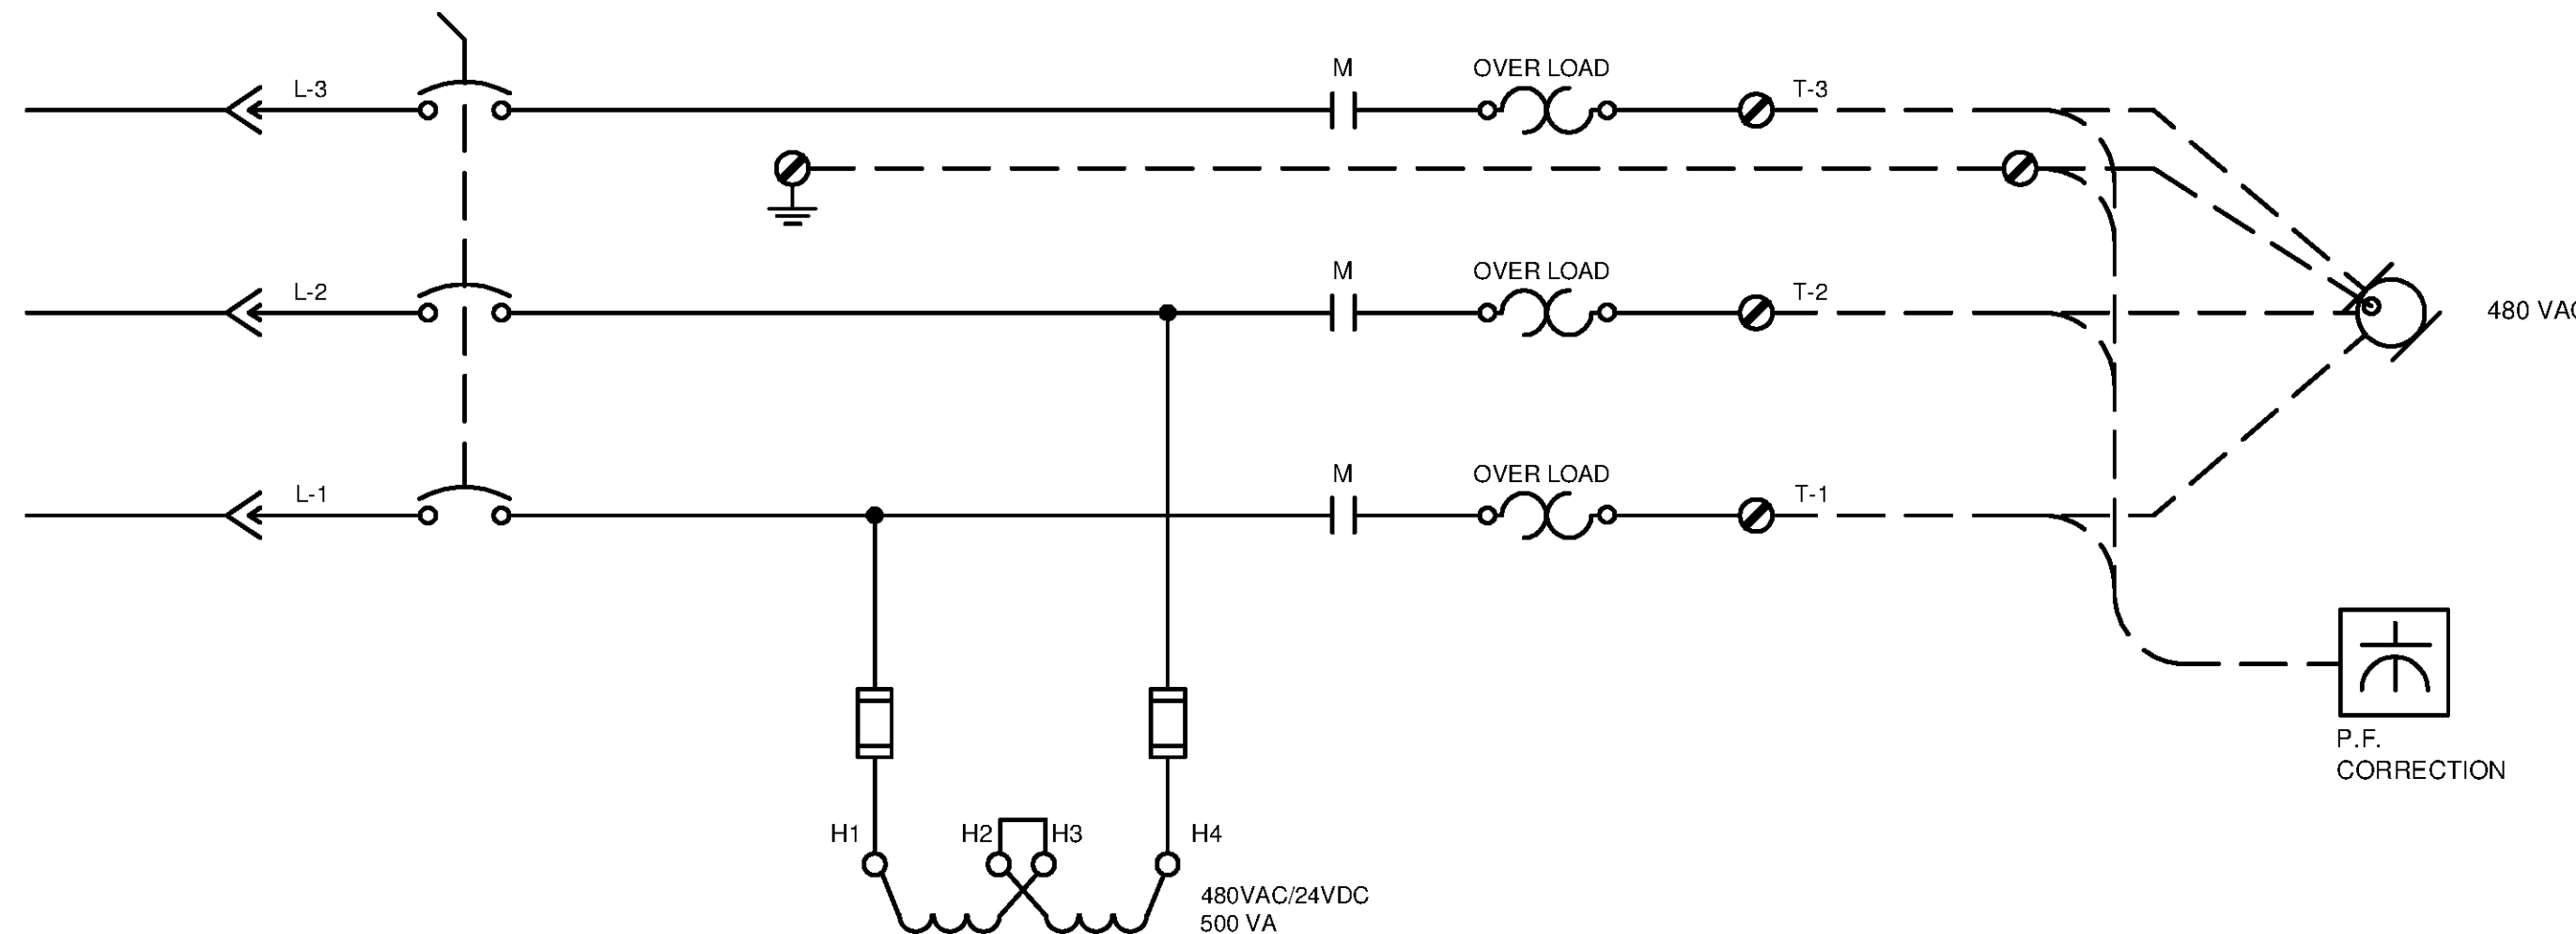 M OVER LOAD
L-3 T-3
M OVER LOAD
L-2 T-2
480 VAC
M OVER LOAD
L-1 T-1
P.F.
CORRECTION
H1 H2 H3 H4
480VAC/24VDC
500 VA